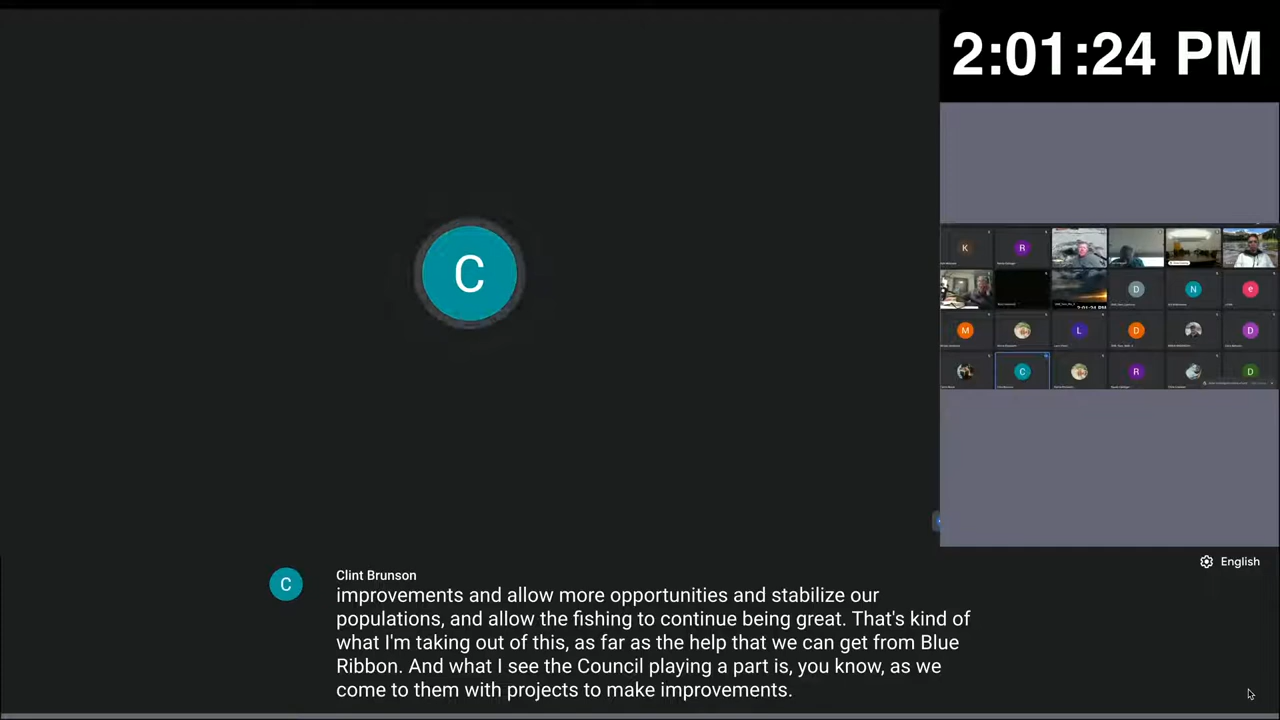 2:01:24 PM
C
K
R
D
N
e
M
L
D
D
C
R
D
English
C
Clint Brunson
improvements and allow more opportunities and stabilize our
populations, and allow the fishing to continue being great. That's kind of
what I'm taking out of this, as far as the help that we can get from Blue
Ribbon. And what I see the Council playing a part is, you know, as we
come to them with projects to make improvements.